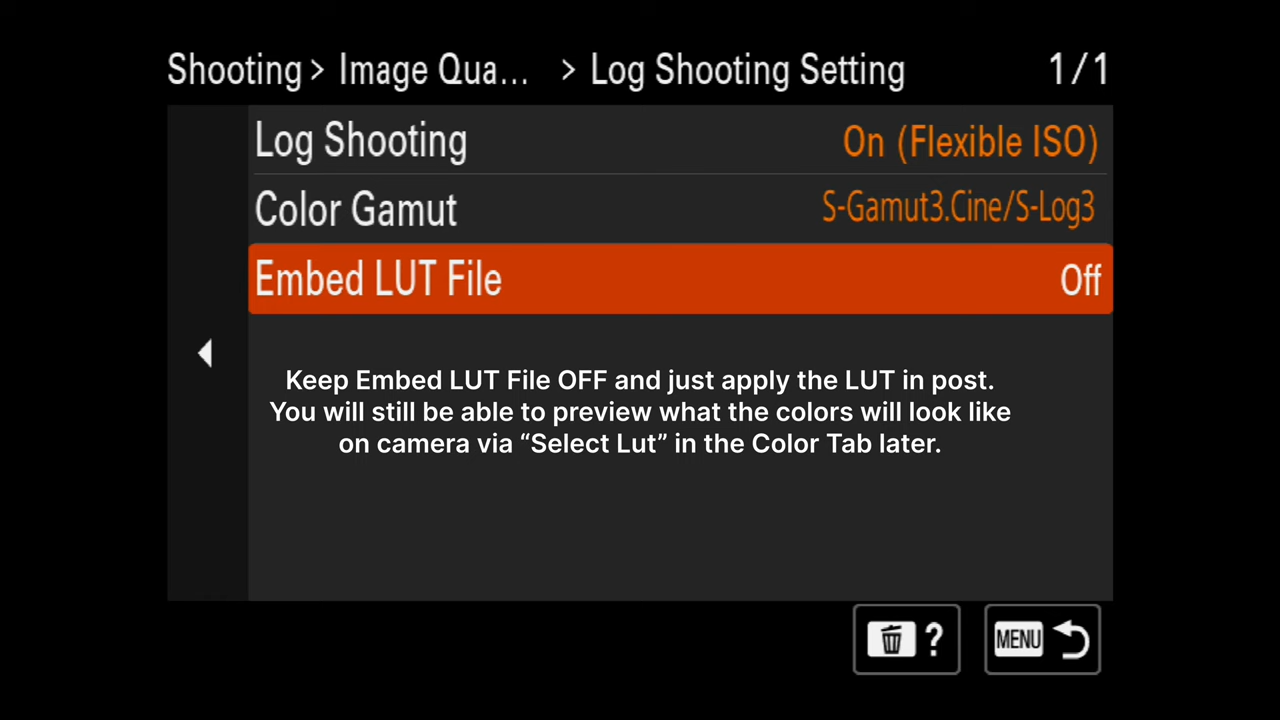 Shooting > Image Qua... > Log Shooting Setting 1/1
Log Shooting On (Flexible ISO)
Color Gamut S-Gamut3.Cine/S-Log3
Embed LUT File Off
Keep Embed LUT File OFF and just apply the LUT in post.
You will still be able to preview what the colors will look like
on camera via “Select Lut” in the Color Tab later.
? MENU